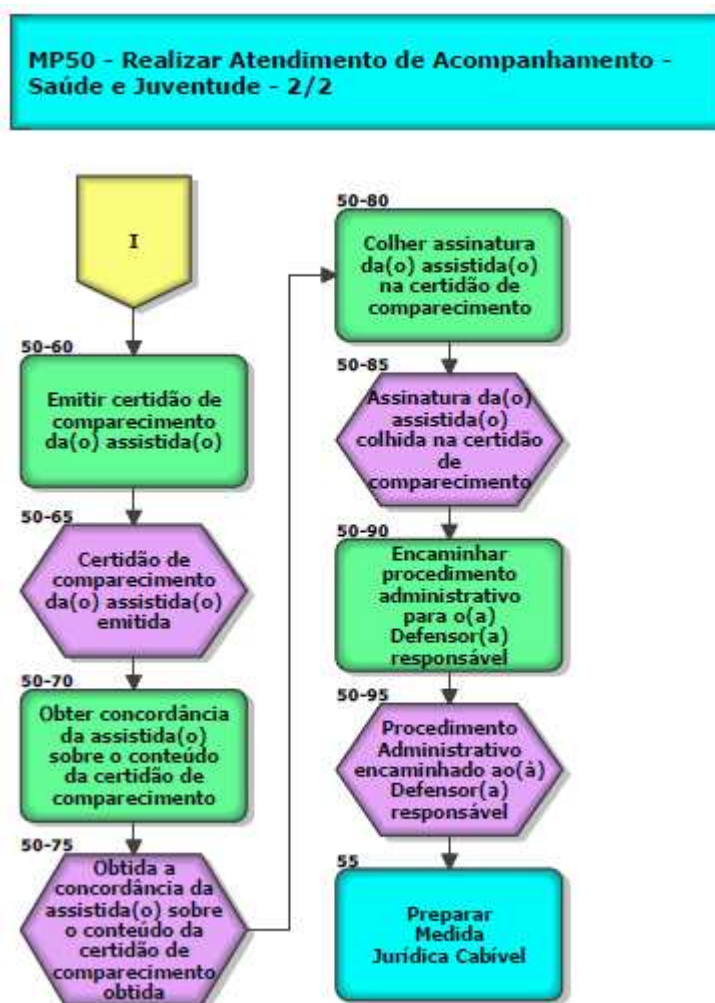 MP50 - Realizar Atendimento de Acompanhamento -
Saúde e Juventude - 2/2
I
50-60
Emitir certidão de
comparecimento
da(o) assistida(o)
50-65
Certidão de
comparecimento
da(o) assistida(o)
emitida
50-70
Obter concordância
da assistida(o)
sobre o conteúdo
da certidão de
comparecimento
50-75
Obtida a
concordância da
assistida(o) sobre
o conteúdo da
certidão de
comparecimento
obtida
50-80
Colher assinatura
da(o) assistida(o)
na certidão de
comparecimento
50-85
Assinatura da(o)
assistida(o)
colhida na certidão
de
comparecimento
50-90
Encaminhar
procedimento
administrativo
para o(a)
Defensor(a)
responsável
50-95
Procedimento
Administrativo
encaminhado ao(à)
Defensor(a)
responsável
55
Preparar
Medida
Jurídica Cabível